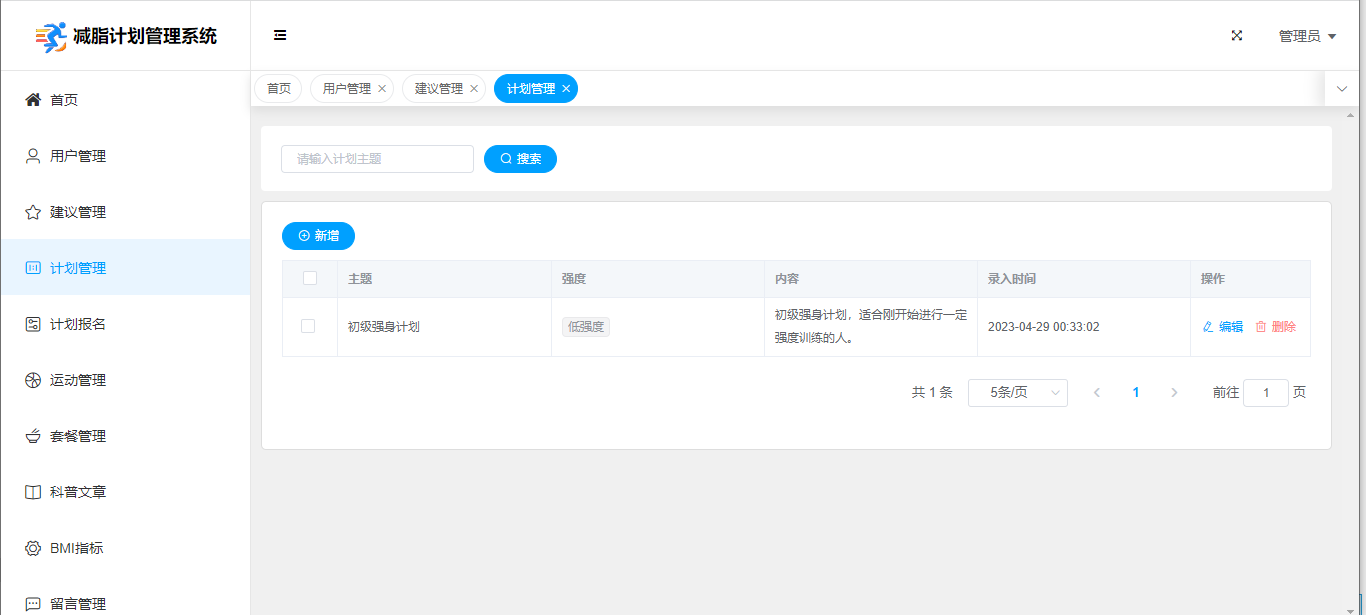 减脂计划管理系统
管理员
首页
用户管理
建议管理
计划管理
首页
用户管理
建议管理
计划管理
计划报名
运动管理
套餐管理
科普文章
BMI指标
留言管理
请输入计划主题
搜索
新增
主题 强度 内容 录入时间 操作
初级强身计划 低强度 初级强身计划，适合刚开始进行一定 2023-04-29 00:33:02 编辑 删除
强度训练的人。
共 1 条 5条/页 1 前往 1 页